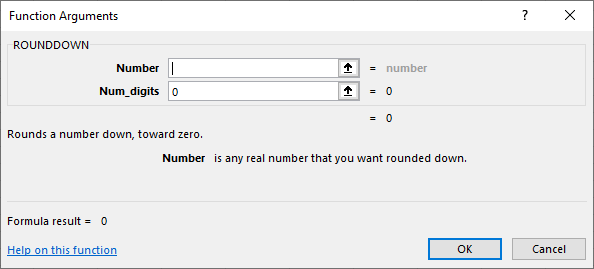 Function Arguments ?
ROUNDDOWN
Number = number
Num_digits 0 = 0
= 0
Rounds a number down, toward zero.
Number is any real number that you want rounded down.
Formula result = 0
Help on this function OK Cancel